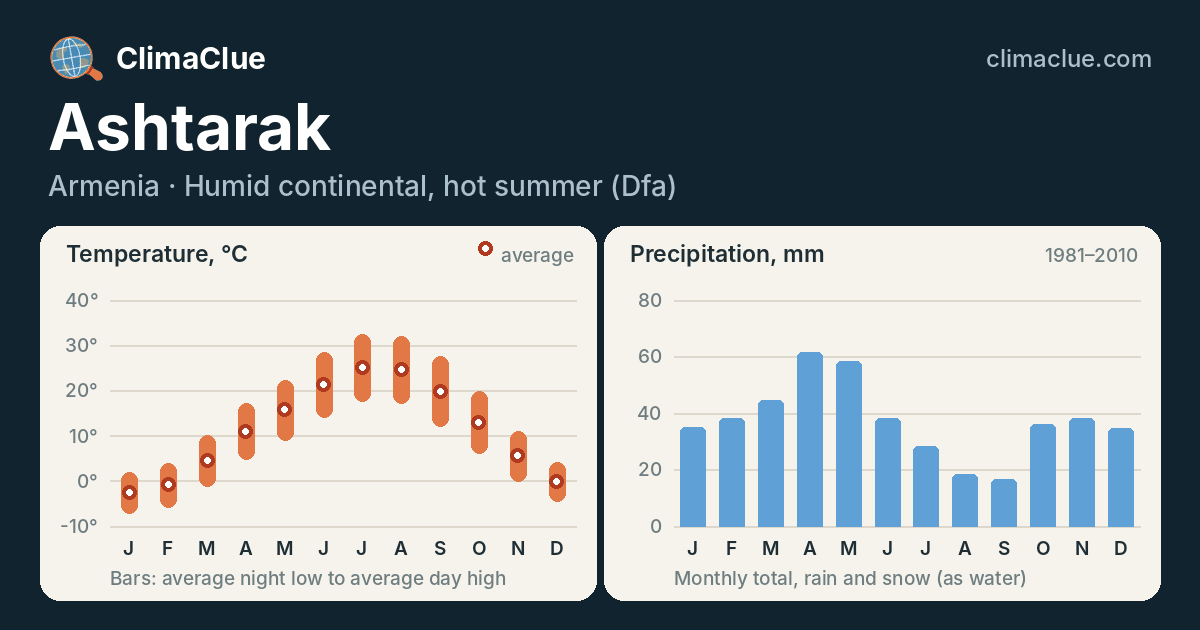 ClimaClue
climaclue.com
Ashtarak
Armenia · Humid continental, hot summer (Dfa)
Temperature, °C
average
40°
30°
20°
10°
0°
-10°
J F M A M J J A S O N D
Bars: average night low to average day high
Precipitation, mm
1981–2010
80
60
40
20
0
J F M A M J J A S O N D
Monthly total, rain and snow (as water)